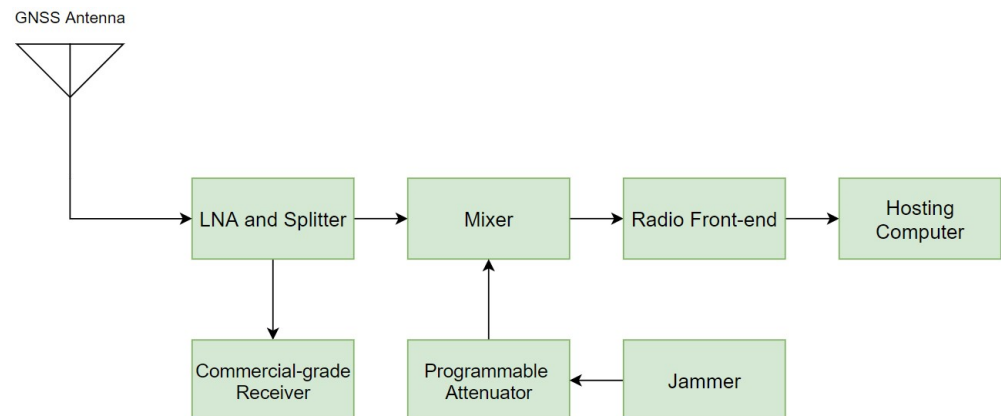 GNSS Antenna
LNA and Splitter
Mixer
Radio Front-end
Hosting
Computer
Commercial-grade
Receiver
Programmable
Attenuator
Jammer